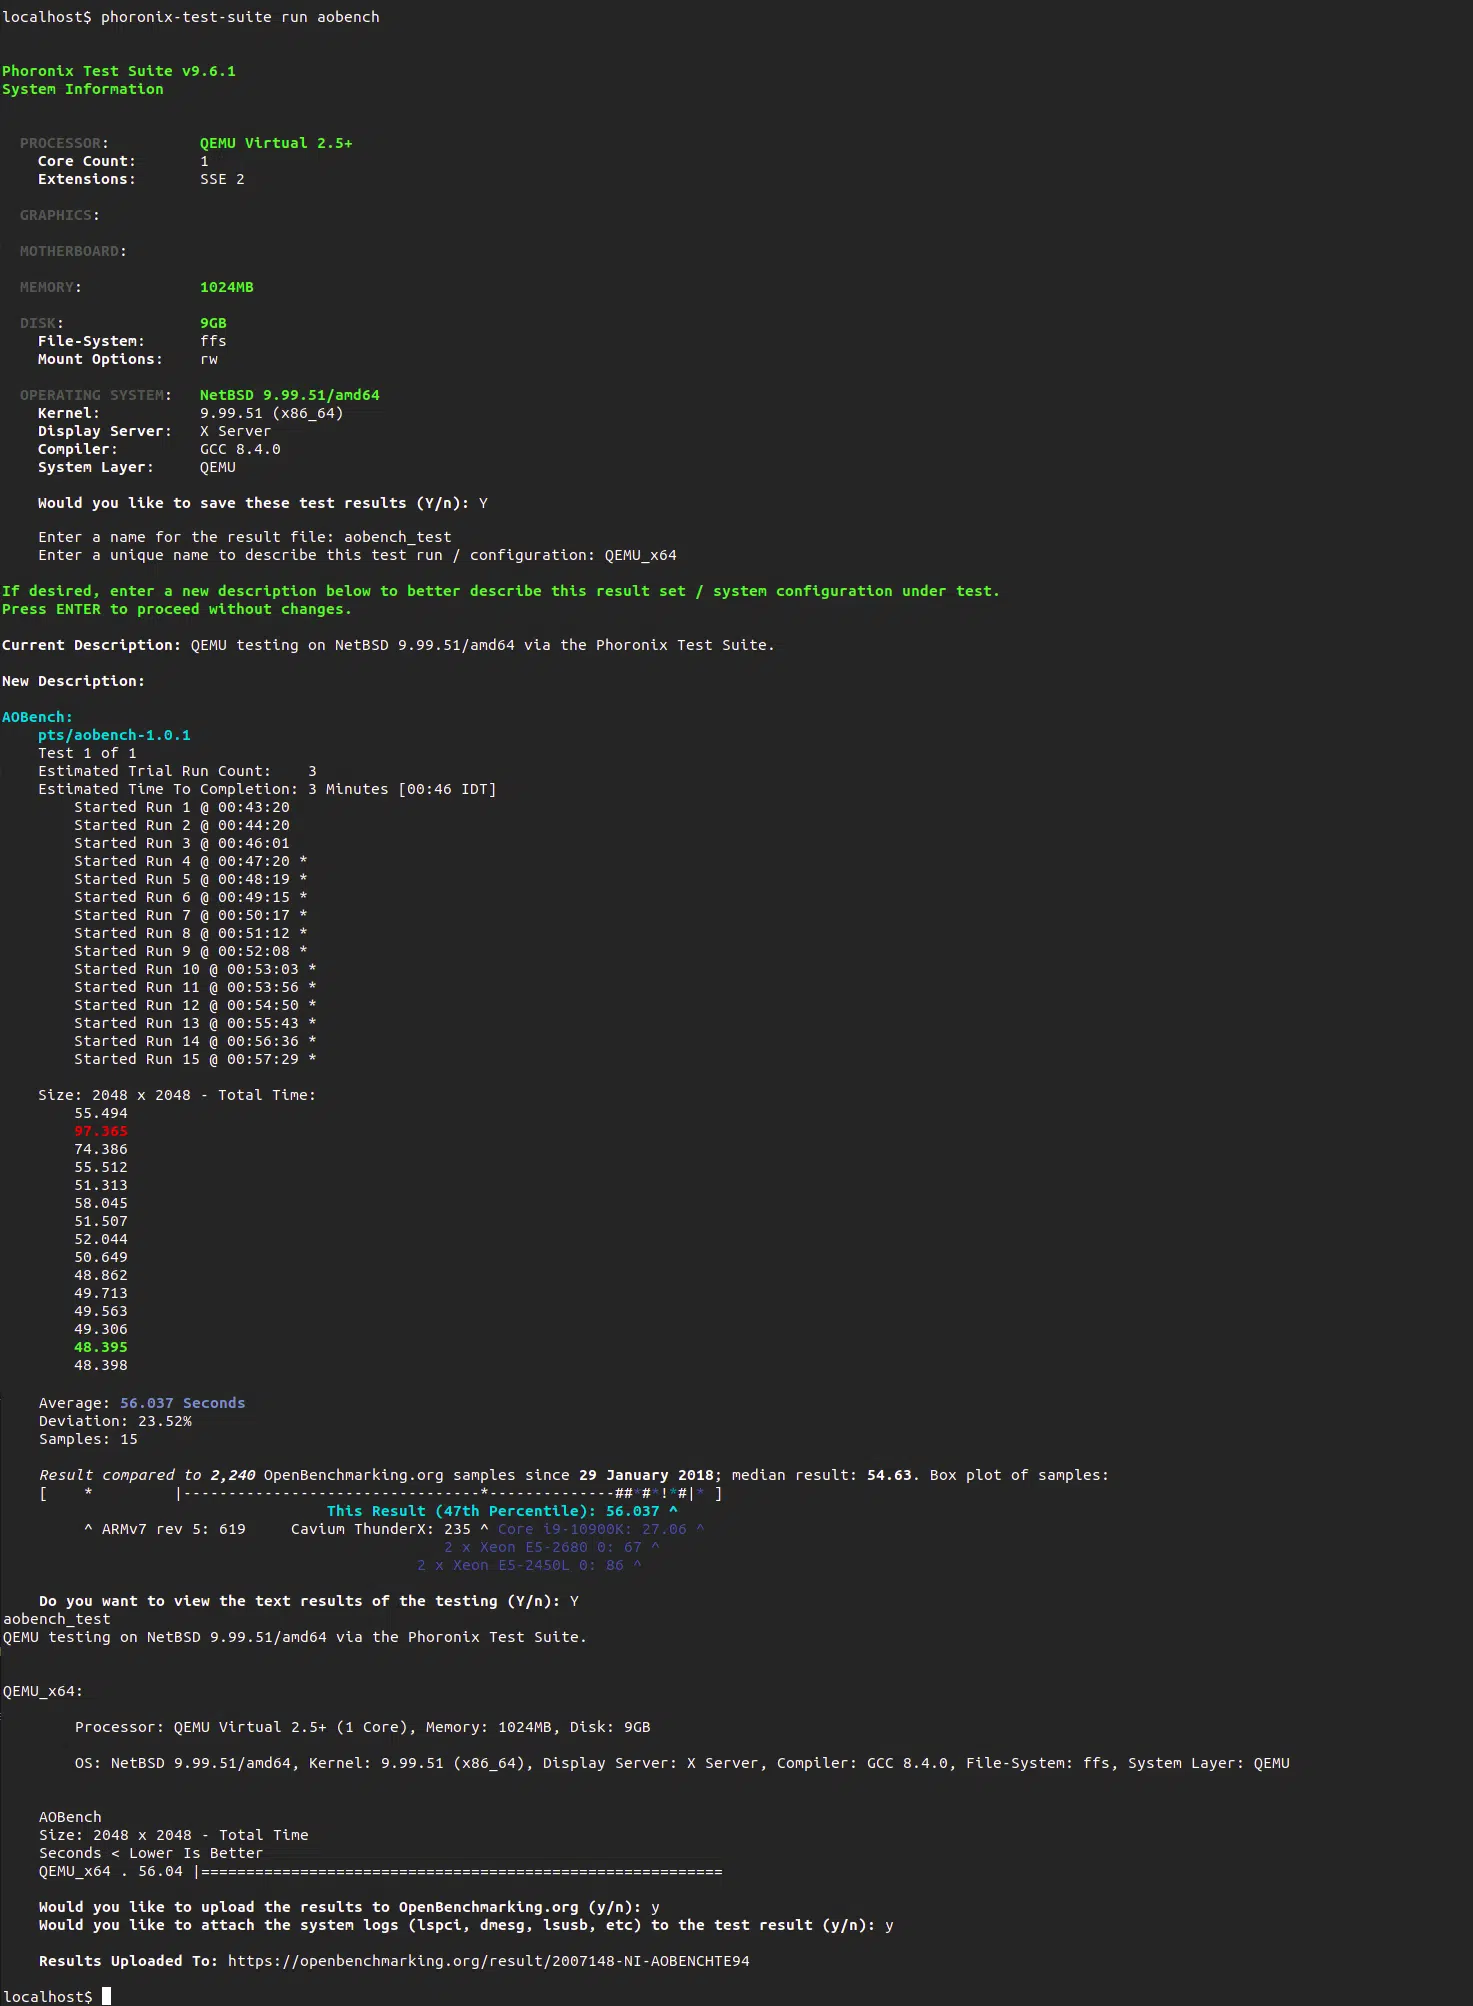 localhost$ phoronix-test-suite run aobench
Phoronix Test Suite v9.6.1
System Information
PROCESSOR: QEMU Virtual 2.5+
Core Count: 1
Extensions: SSE 2
GRAPHICS:
MOTHERBOARD:
MEMORY: 1024MB
DISK: 9GB
File-System: ffs
Mount Options: rw
OPERATING SYSTEM: NetBSD 9.99.51/amd64
Kernel: 9.99.51 (x86_64)
Display Server: X Server
Compiler: GCC 8.4.0
System Layer: QEMU
Would you like to save these test results (Y/n): Y
Enter a name for the result file: aobench_test
Enter a unique name to describe this test run / configuration: QEMU_x64
If desired, enter a new description below to better describe this result set / system configuration under test.
Press ENTER to proceed without changes.
Current Description: QEMU testing on NetBSD 9.99.51/amd64 via the Phoronix Test Suite.
New Description:
AOBench:
pts/aobench-1.0.1
Test 1 of 1
Estimated Trial Run Count: 3
Estimated Time To Completion: 3 Minutes [00:46 IDT]
Started Run 1 @ 00:43:20
Started Run 2 @ 00:44:20
Started Run 3 @ 00:46:01
Started Run 4 @ 00:47:20 *
Started Run 5 @ 00:48:19 *
Started Run 6 @ 00:49:15 *
Started Run 7 @ 00:50:17 *
Started Run 8 @ 00:51:12 *
Started Run 9 @ 00:52:08 *
Started Run 10 @ 00:53:03 *
Started Run 11 @ 00:53:56 *
Started Run 12 @ 00:54:50 *
Started Run 13 @ 00:55:43 *
Started Run 14 @ 00:56:36 *
Started Run 15 @ 00:57:29 *
Size: 2048 x 2048 - Total Time:
55.494
97.365
74.386
55.512
51.313
58.045
51.507
52.044
50.649
48.862
49.713
49.563
49.306
48.395
48.398
Average: 56.037 Seconds
Deviation: 23.52%
Samples: 15
Result compared to 2,240 OpenBenchmarking.org samples since 29 January 2018; median result: 54.63. Box plot of samples:
[    *         |---------------------------------*--------------##*#*!*#|* ]
This Result (47th Percentile): 56.037 ^
^ ARMv7 rev 5: 619     Cavium ThunderX: 235 ^ Core i9-10900K: 27.06 ^
2 x Xeon E5-2680 0: 67 ^
2 x Xeon E5-2450L 0: 86 ^
Do you want to view the text results of the testing (Y/n): Y
aobench_test
QEMU testing on NetBSD 9.99.51/amd64 via the Phoronix Test Suite.
QEMU_x64:
Processor: QEMU Virtual 2.5+ (1 Core), Memory: 1024MB, Disk: 9GB
OS: NetBSD 9.99.51/amd64, Kernel: 9.99.51 (x86_64), Display Server: X Server, Compiler: GCC 8.4.0, File-System: ffs, System Layer: QEMU
AOBench
Size: 2048 x 2048 - Total Time
Seconds < Lower Is Better
QEMU_x64 . 56.04 |==========================================================
Would you like to upload the results to OpenBenchmarking.org (y/n): y
Would you like to attach the system logs (lspci, dmesg, lsusb, etc) to the test result (y/n): y
Results Uploaded To: https://openbenchmarking.org/result/2007148-NI-AOBENCHTE94
localhost$